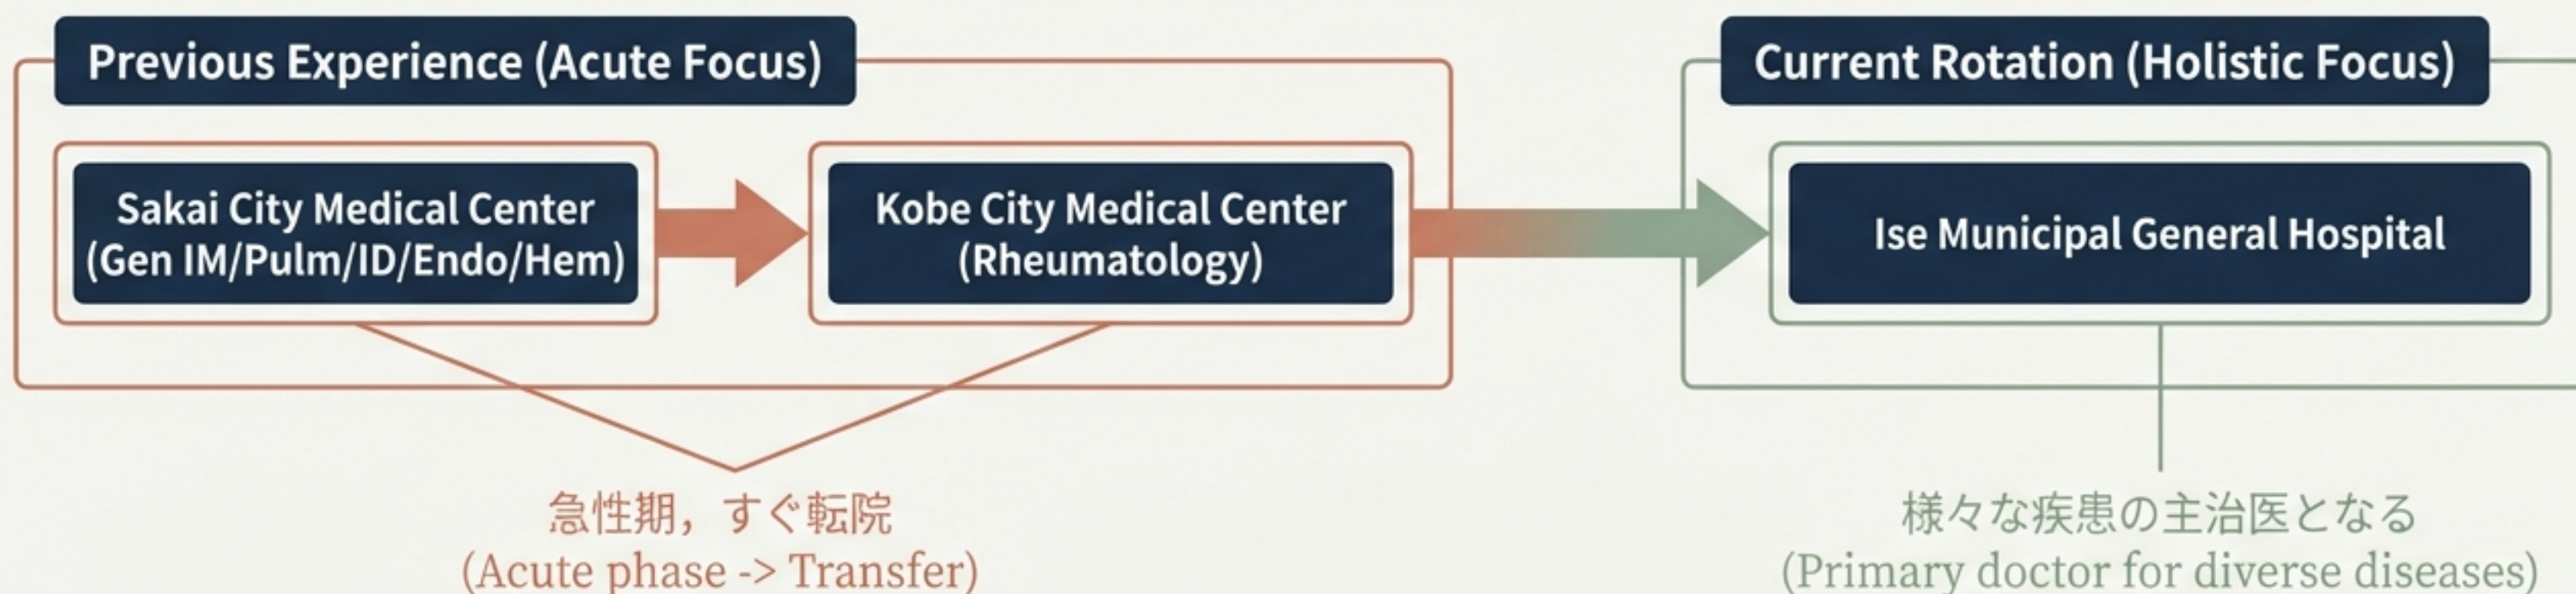 Previous Experience (Acute Focus)
Sakai City Medical Center
(Gen IM/Pulm/ID/Endo/Hem)
Kobe City Medical Center
(Rheumatology)
急性期，すぐ転院
(Acute phase -> Transfer)
Current Rotation (Holistic Focus)
Ise Municipal General Hospital
様々な疾患の主治医となる
(Primary doctor for diverse diseases)